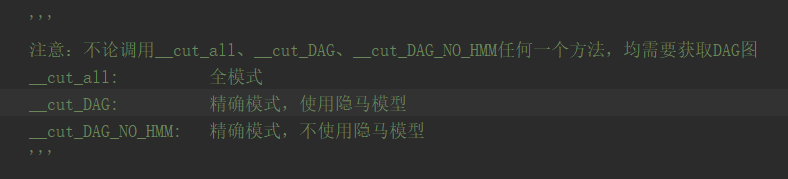 '''
注意：不论调用__cut_all、__cut_DAG、__cut_DAG_NO_HMM任何一个方法，均需要获取DAG图
__cut_all:          全模式
__cut_DAG:          精确模式，使用隐马模型
__cut_DAG_NO_HMM:   精确模式，不使用隐马模型
'''